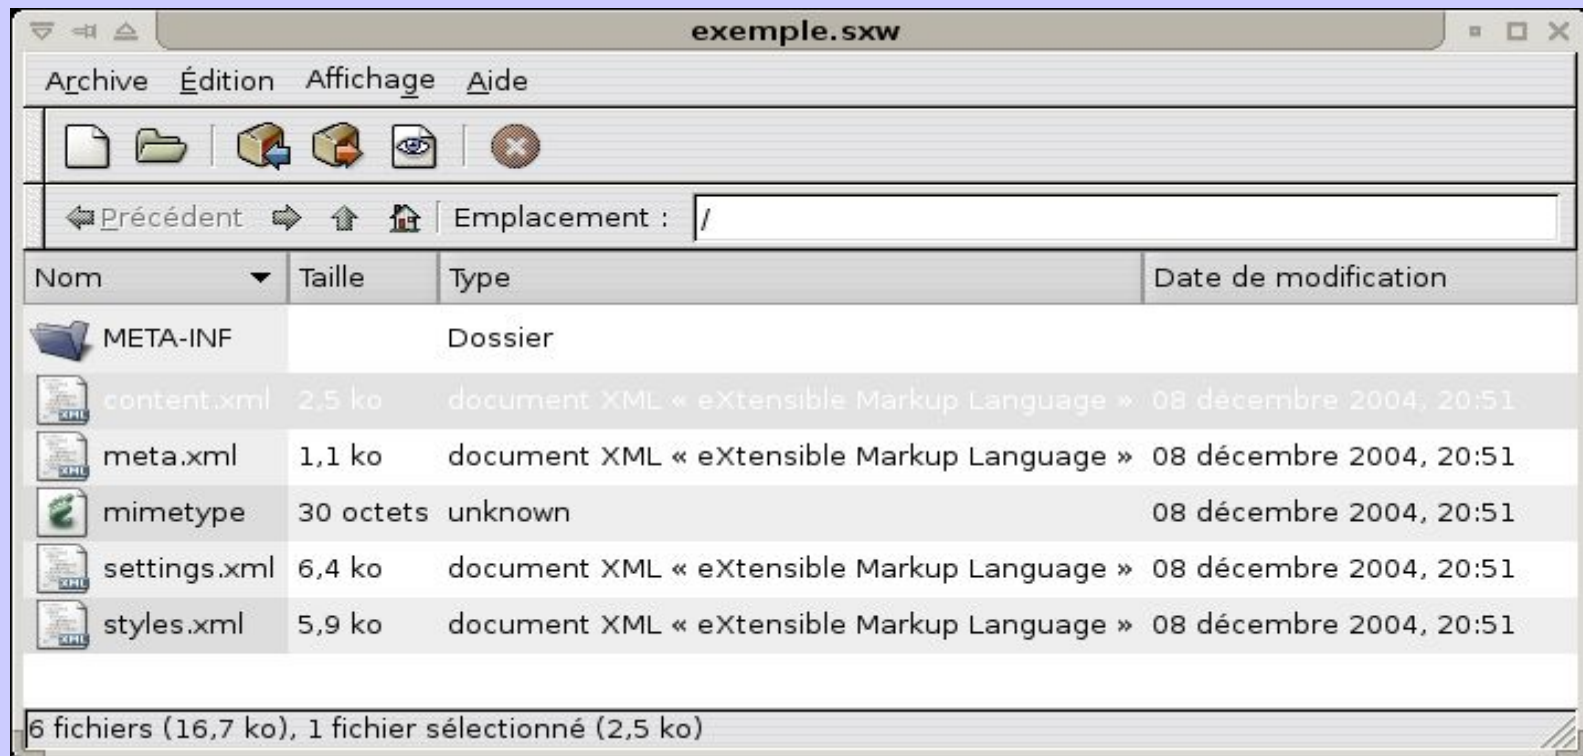 exemple.sxw
Archive Édition Affichage Aide
Précédent Emplacement : /
Nom Taille Type Date de modification
META-INF Dossier
content.xml 2,5 ko document XML « eXtensible Markup Language » 08 décembre 2004, 20:51
meta.xml 1,1 ko document XML « eXtensible Markup Language » 08 décembre 2004, 20:51
mimetype 30 octets unknown 08 décembre 2004, 20:51
settings.xml 6,4 ko document XML « eXtensible Markup Language » 08 décembre 2004, 20:51
styles.xml 5,9 ko document XML « eXtensible Markup Language » 08 décembre 2004, 20:51
6 fichiers (16,7 ko), 1 fichier sélectionné (2,5 ko)